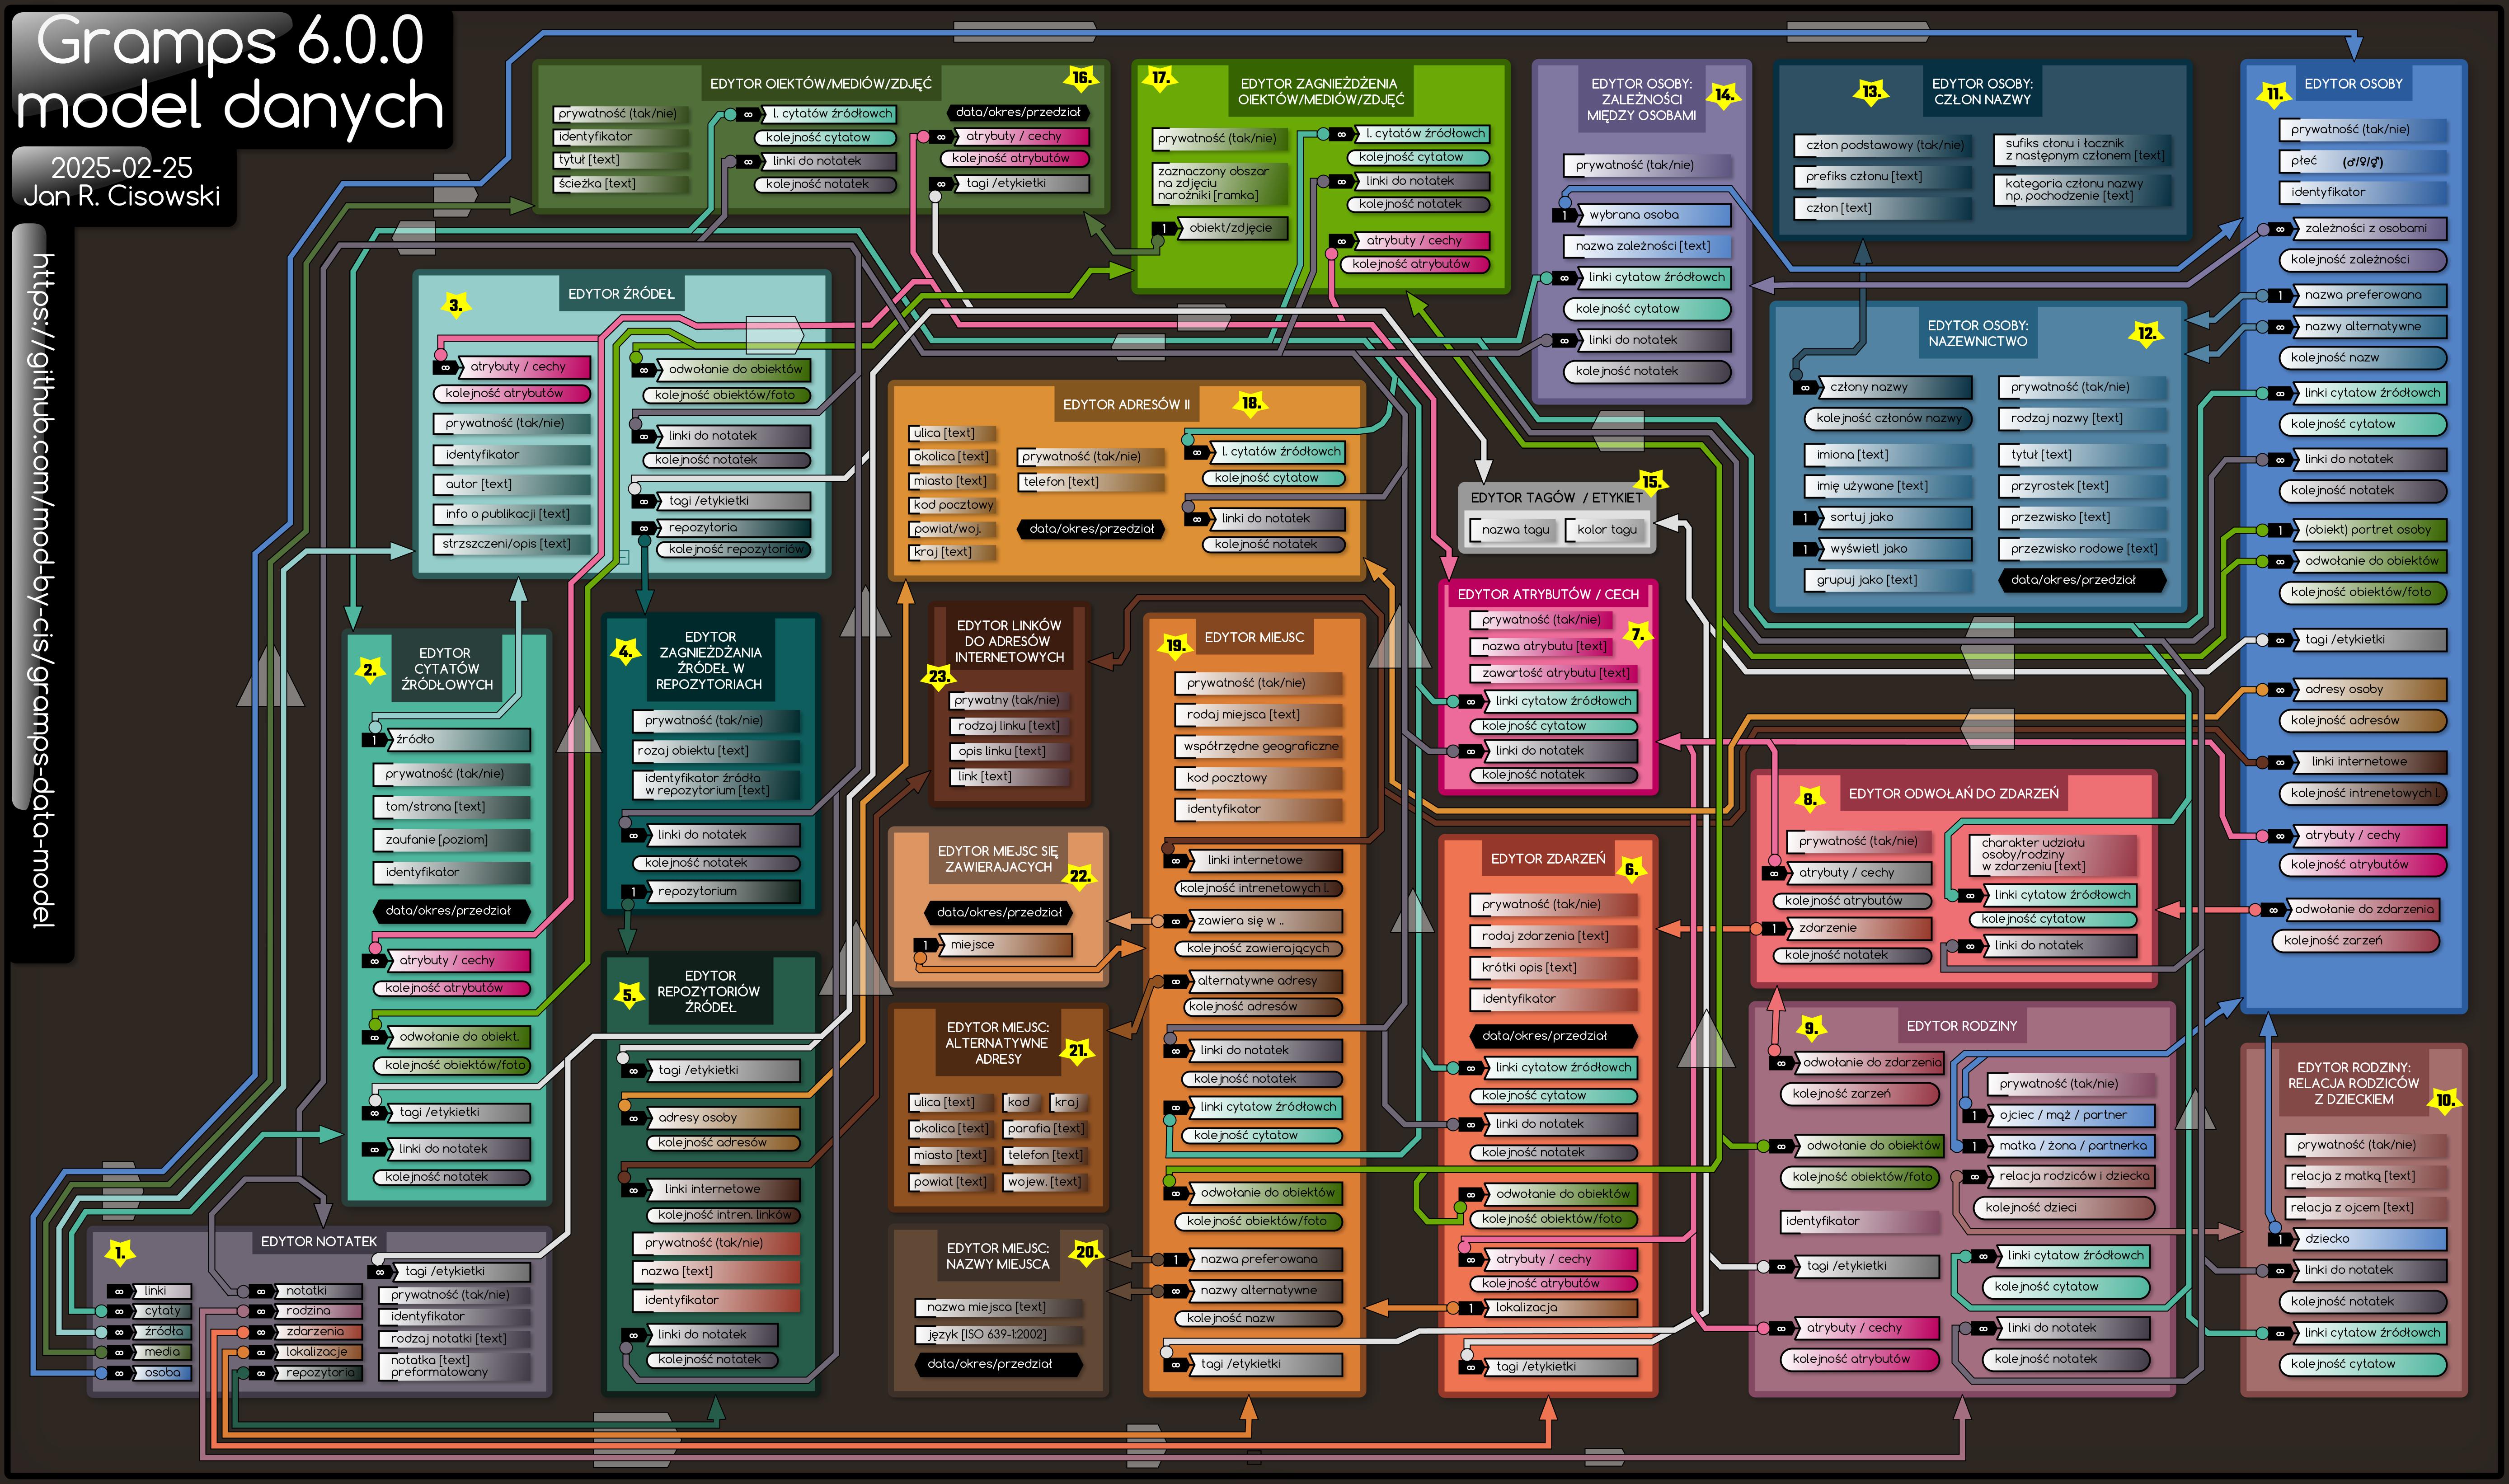 Gramps 6.0.0
model danych
2025-02-25
Jan R. Cisowski
https://github.com/mod-by-cis/gramps-data-model
EDYTOR OIEKTÓW/MEDIÓW/ZDJĘĆ
16.
prywatność (tak/nie)
identyfikator
tytuł [text]
ścieżka [text]
∞ l. cytatów źródłowch
kolejność cytatow
∞ linki do notatek
kolejność notatek
data/okres/przedział
∞ atrybuty / cechy
kolejność atrybutów
∞ tagi /etykietki
17.
EDYTOR ZAGNIEŻDŻENIA
OIEKTÓW/MEDIÓW/ZDJĘĆ
prywatność (tak/nie)
zaznaczony obszar
na zdjęciu
narożniki [ramka]
1 obiekt/zdjęcie
∞ l. cytatów źródłowch
kolejność cytatow
∞ linki do notatek
kolejność notatek
∞ atrybuty / cechy
kolejność atrybutów
EDYTOR OSOBY:
ZALEŻNOŚCI
MIĘDZY OSOBAMI
14.
prywatność (tak/nie)
1 wybrana osoba
nazwa zależności [text]
∞ linki cytatow źródłowch
kolejność cytatow
∞ linki do notatek
kolejność notatek
13.
EDYTOR OSOBY:
CZŁON NAZWY
człon podstawowy (tak/nie)
prefiks członu [text]
człon [text]
sufiks cłonu i łacznik
z następnym członem [text]
kategoria członu nazwy
np. pochodzenie [text]
11.
EDYTOR OSOBY
prywatność (tak/nie)
płeć (♂/♀/⚥)
identyfikator
∞ zależności z osobami
kolejność zależności
1 nazwa preferowana
∞ nazwy alternatywne
kolejność nazw
∞ linki cytatow źródłowch
kolejność cytatow
∞ linki do notatek
kolejność notatek
1 (obiekt) portret osoby
∞ odwołanie do obiektów
kolejność obiektów/foto
∞ tagi /etykietki
∞ adresy osoby
kolejność adresów
∞ linki internetowe
kolejność intrenetowych l.
∞ atrybuty / cechy
kolejność atrybutów
∞ odwołanie do zdarzenia
kolejność zarzeń
3.
EDYTOR ŹRÓDEŁ
∞ atrybuty / cechy
kolejność atrybutów
prywatność (tak/nie)
identyfikator
autor [text]
info o publikacji [text]
strzszczeni/opis [text]
∞ odwołanie do obiektów
kolejność obiektów/foto
∞ linki do notatek
kolejność notatek
∞ tagi /etykietki
∞ repozytoria
kolejność repozytoriów
EDYTOR OSOBY:
NAZEWNICTWO
12.
∞ człony nazwy
kolejność członów nazwy
imiona [text]
imię używane [text]
1 sortuj jako
1 wyświetl jako
grupuj jako [text]
prywatność (tak/nie)
rodzaj nazwy [text]
tytuł [text]
przyrostek [text]
przezwisko [text]
przezwisko rodowe [text]
data/okres/przedział
EDYTOR ADRESÓW II
18.
ulica [text]
okolica [text]
miasto [text]
kod pocztowy
powiat/woj.
kraj [text]
prywatność (tak/nie)
telefon [text]
data/okres/przedział
∞ l. cytatów źródłowch
kolejność cytatow
∞ linki do notatek
kolejność notatek
15.
EDYTOR TAGÓW / ETYKIET
nazwa tagu
kolor tagu
EDYTOR ATRYBUTÓW / CECH
7.
prywatność (tak/nie)
nazwa atrybutu [text]
zawartość atrybutu [text]
∞ linki cytatow źródłowch
kolejność cytatow
∞ linki do notatek
kolejność notatek
2.
EDYTOR
CYTATÓW
ŹRÓDŁOWYCH
1 źródło
prywatność (tak/nie)
tom/strona [text]
zaufanie [poziom]
identyfikator
data/okres/przedział
∞ atrybuty / cechy
kolejność atrybutów
∞ odwołanie do obiekt.
kolejność obiektów/foto
∞ tagi /etykietki
∞ linki do notatek
kolejność notatek
4.
EDYTOR
ZAGNIEŻDŻANIA
ŹRÓDEŁ W
REPOZYTORIACH
prywatność (tak/nie)
rozaj obiektu [text]
identyfikator źródła
w repozytorium [text]
∞ linki do notatek
kolejność notatek
1 repozytorium
5.
EDYTOR
REPOZYTORIÓW
ŹRÓDEŁ
∞ tagi /etykietki
∞ adresy osoby
kolejność adresów
∞ linki internetowe
kolejność intren. linków
prywatność (tak/nie)
nazwa [text]
identyfikator
∞ linki do notatek
kolejność notatek
EDYTOR LINKÓW
DO ADRESÓW
INTERNETOWYCH
23.
prywatny (tak/nie)
rodzaj linku [text]
opis linku [text]
link [text]
EDYTOR MIEJSC SIĘ
ZAWIERAJACYCH
22.
data/okres/przedział
1 miejsce
EDYTOR MIEJSC:
ALTERNATYWNE
ADRESY
21.
ulica [text]
kod
kraj
okolica [text]
parafia [text]
miasto [text]
telefon [text]
powiat [text]
wojew. [text]
EDYTOR MIEJSC:
NAZWY MIEJSCA
20.
nazwa miejsca [text]
język [ISO 639-1:2002]
data/okres/przedział
19.
EDYTOR MIEJSC
prywatność (tak/nie)
rodaj miejsca [text]
współrzędne geograficzne
kod pocztowy
identyfikator
∞ linki internetowe
kolejność intrenetowych l.
∞ zawiera się w ..
kolejność zawierających
∞ alternatywne adresy
kolejność adresów
∞ linki do notatek
kolejność notatek
∞ linki cytatow źródłowch
kolejność cytatow
∞ odwołanie do obiektów
kolejność obiektów/foto
∞ nazwa preferowana
∞ nazwy alternatywne
kolejność nazw
∞ tagi /etykietki
EDYTOR ZDARZEŃ
6.
prywatność (tak/nie)
rodaj zdarzenia [text]
krótki opis [text]
identyfikator
data/okres/przedział
∞ linki cytatow źródłowch
kolejność cytatow
∞ linki do notatek
kolejność notatek
∞ odwołanie do obiektów
kolejność obiektów/foto
∞ atrybuty / cechy
kolejność atrybutów
1 lokalizacja
∞ tagi /etykietki
8.
EDYTOR ODWOŁAŃ DO ZDARZEŃ
prywatność (tak/nie)
∞ atrybuty / cechy
kolejność atrybutów
1 zdarzenie
kolejność notatek
charakter udziału
osoby/rodziny
w zdarzeniu [text]
∞ linki cytatow źródłowch
kolejność cytatow
∞ linki do notatek
9.
EDYTOR RODZINY
∞ odwołanie do zdarzenia
kolejność zarzeń
∞ odwołanie do obiektów
kolejność obiektów/foto
identyfikator
∞ tagi /etykietki
∞ atrybuty / cechy
kolejność atrybutów
prywatność (tak/nie)
1 ojciec / mąż / partner
1 matka / żona / partnerka
∞ relacja rodziców i dziecka
kolejność dzieci
∞ linki cytatow źródłowch
kolejność cytatow
∞ linki do notatek
kolejność notatek
EDYTOR RODZINY:
RELACJA RODZICÓW
Z DZIECKIEM
10.
prywatność (tak/nie)
relacja z matką [text]
relacja z ojcem [text]
1 dziecko
∞ linki do notatek
kolejność notatek
∞ linki cytatow źródłowch
kolejność cytatow
1.
EDYTOR NOTATEK
∞ linki
∞ cytaty
∞ źródła
∞ media
∞ osoba
∞ notatki
∞ rodzina
∞ zdarzenia
∞ lokalizacje
∞ repozytoria
∞ tagi /etykietki
prywatność (tak/nie)
identyfikator
rodzaj notatki [text]
notatka [text]
preformatowany